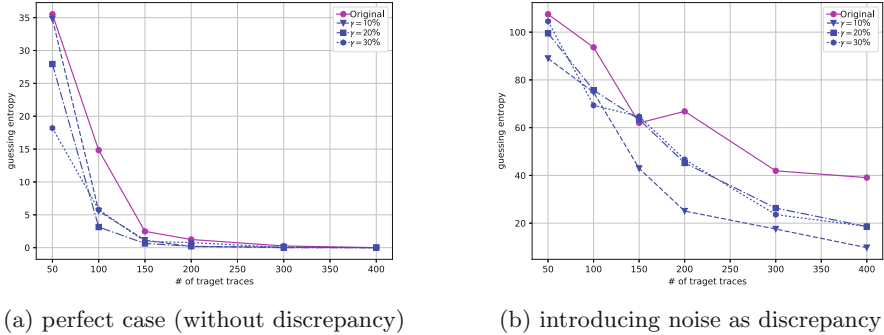 Original
γ = 10%
γ = 20%
γ = 30%
35
30
25
20
15
10
5
0
guessing entropy
50 100 150 200 250 300 350 400
# of traget traces
(a) perfect case (without discrepancy)
Original
γ = 10%
γ = 20%
γ = 30%
100
80
60
40
20
guessing entropy
50 100 150 200 250 300 350 400
# of traget traces
(b) introducing noise as discrepancy